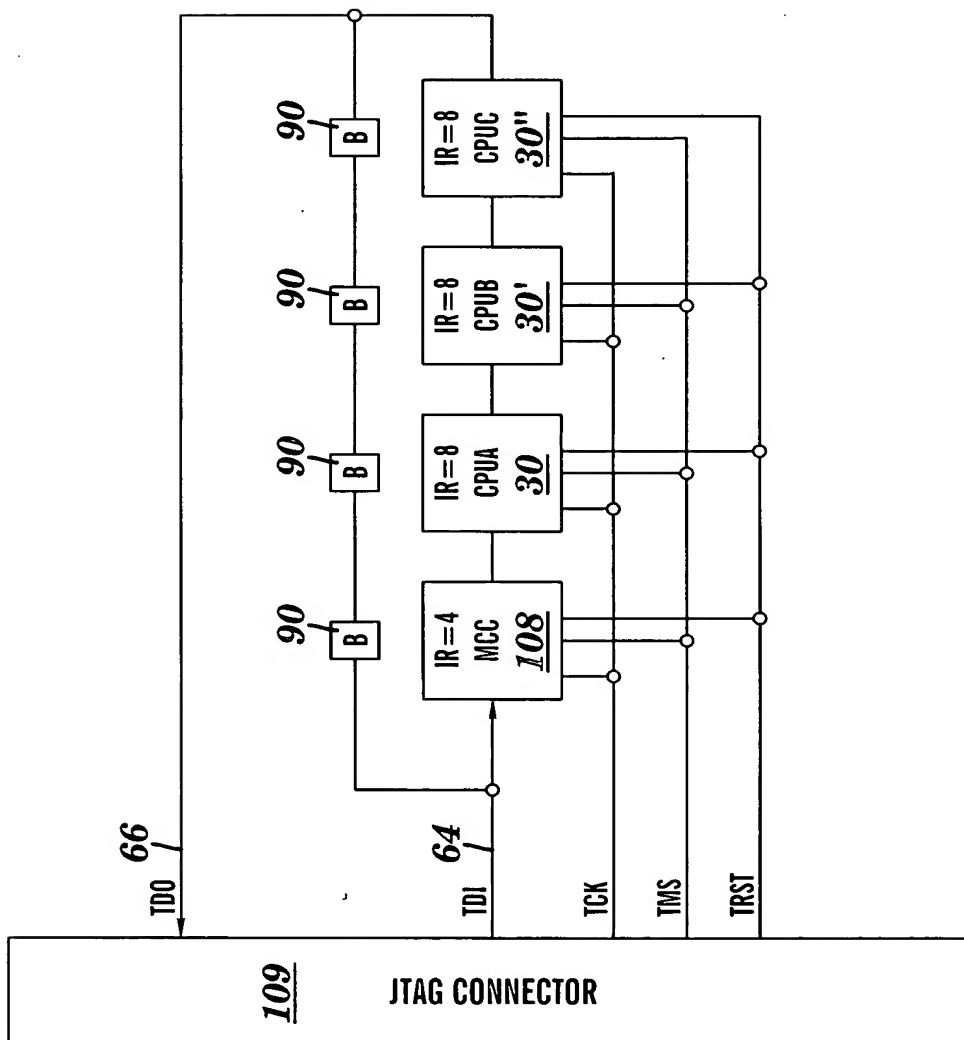 90
90
90
90
B
B
B
B
IR=4
MCC
108
IR=8
CPUA
30
IR=8
CPUB
30'
IR=8
CPUC
30"
66
TDO
64
TDI
TCK
TMS
TRST
109
JTAG CONNECTOR